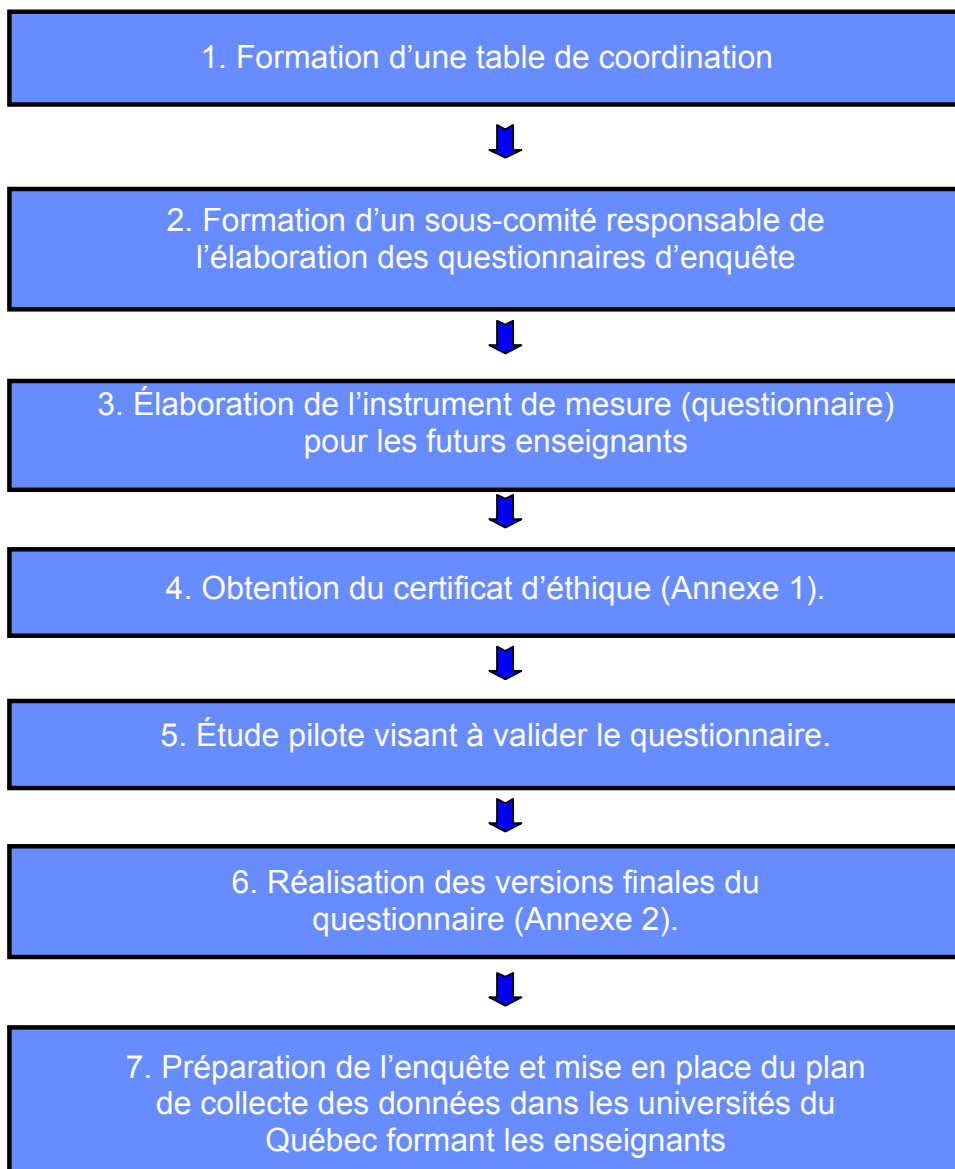 1. Formation d’une table de coordination
2. Formation d’un sous-comité responsable de
l’élaboration des questionnaires d’enquête
3. Élaboration de l’instrument de mesure (questionnaire)
pour les futurs enseignants
4. Obtention du certificat d’éthique (Annexe 1).
5. Étude pilote visant à valider le questionnaire.
6. Réalisation des versions finales du
questionnaire (Annexe 2).
7. Préparation de l’enquête et mise en place du plan
de collecte des données dans les universités du
Québec formant les enseignants